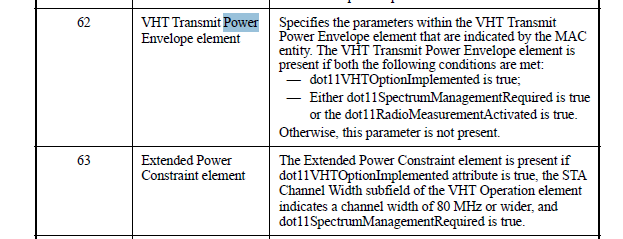 62
VHT Transmit Power
Envelope element
Specifies the parameters within the VHT Transmit
Power Envelope element that are indicated by the MAC
entity. The VHT Transmit Power Envelope element is
present if both the following conditions are met:
— dot11VHTOptionImplemented is true;
— Either dot11SpectrumManagementRequired is true
or the dot11RadioMeasurementActivated is true.
Otherwise, this parameter is not present.
63
Extended Power
Constraint element
The Extended Power Constraint element is present if
dot11VHTOptionImplemented attribute is true, the STA
Channel Width subfield of the VHT Operation element
indicates a channel width of 80 MHz or wider, and
dot11SpectrumManagementRequired is true.